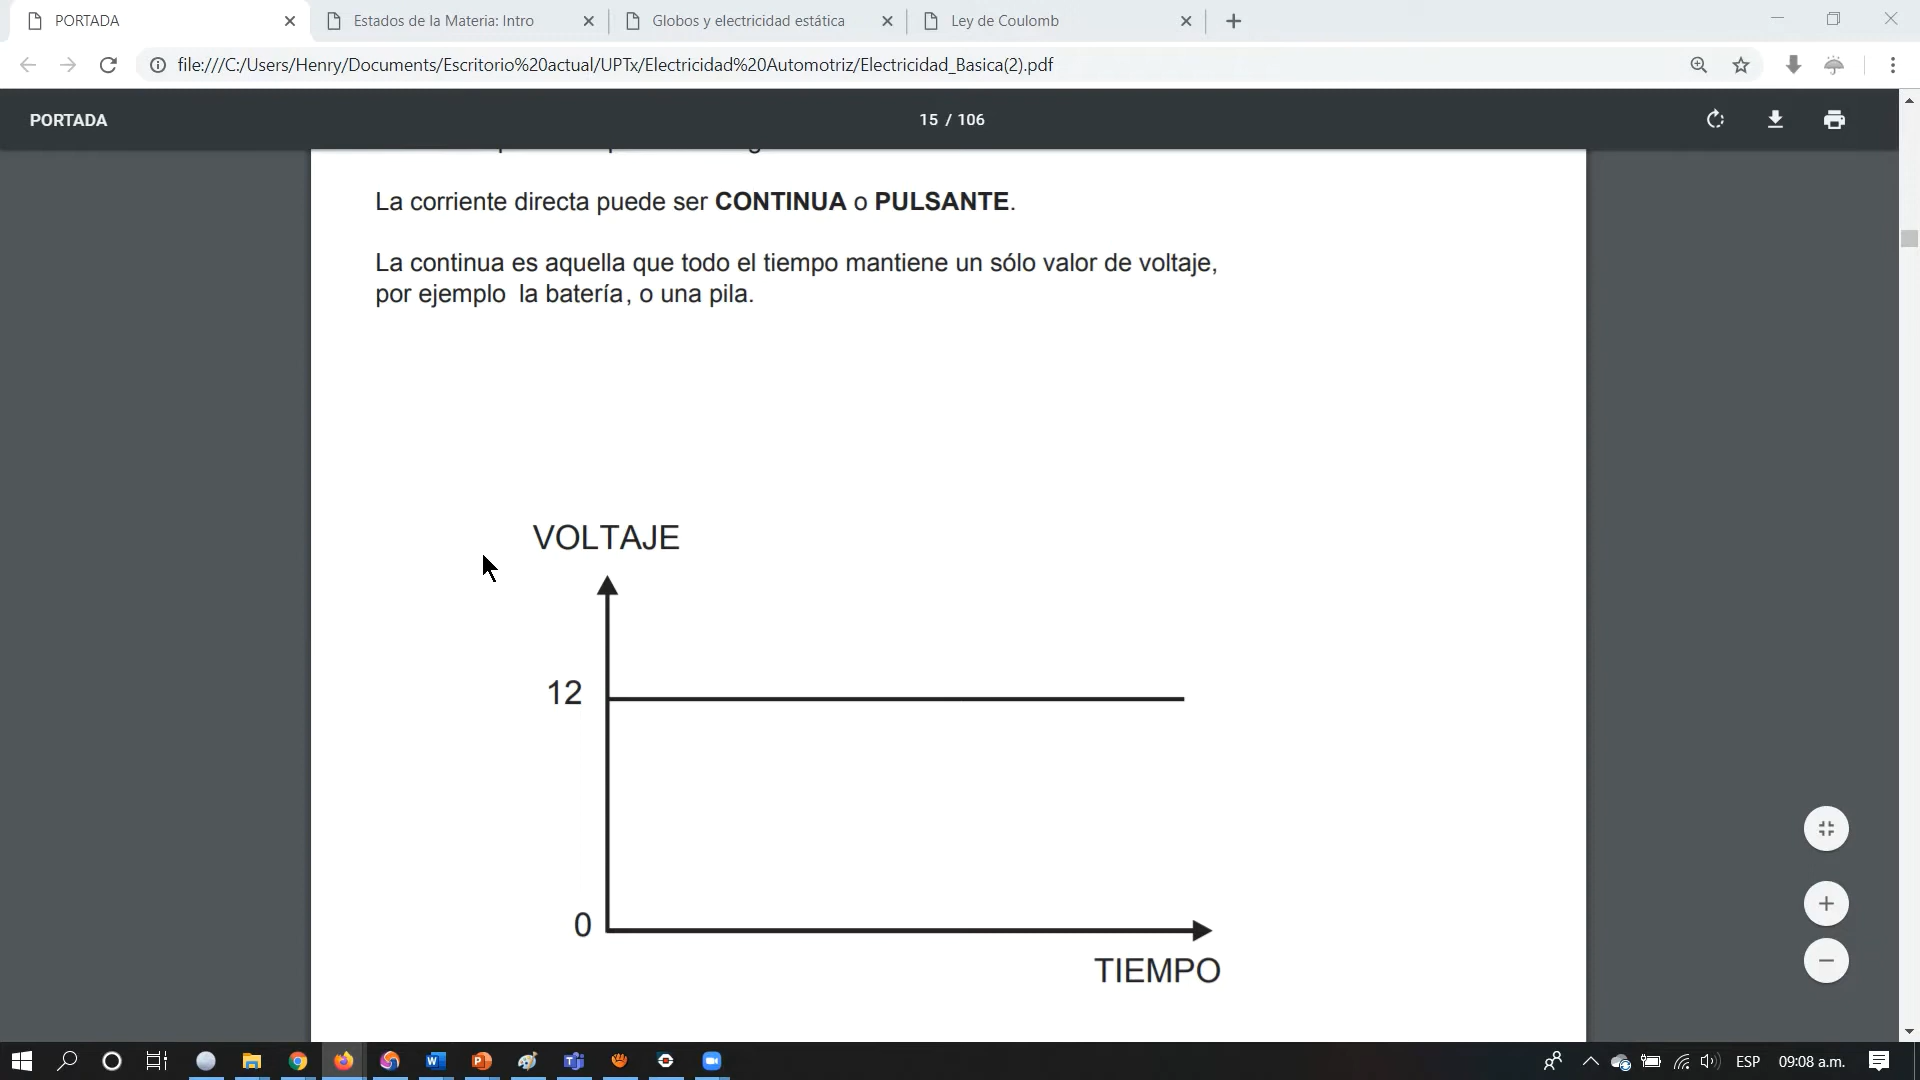 PORTADA
Estados de la Materia: Intro
Globos y electricidad estática
Ley de Coulomb
file:///C:/Users/Henry/Documents/Escritorio%20actual/UPTx/Electricidad%20Automotriz/Electricidad_Basica(2).pdf
PORTADA
15 / 106
La corriente directa puede ser CONTINUA o PULSANTE.
La continua es aquella que todo el tiempo mantiene un sólo valor de voltaje,
por ejemplo la batería, o una pila.
VOLTAJE
12
0
TIEMPO
ESP
09:08 a.m.